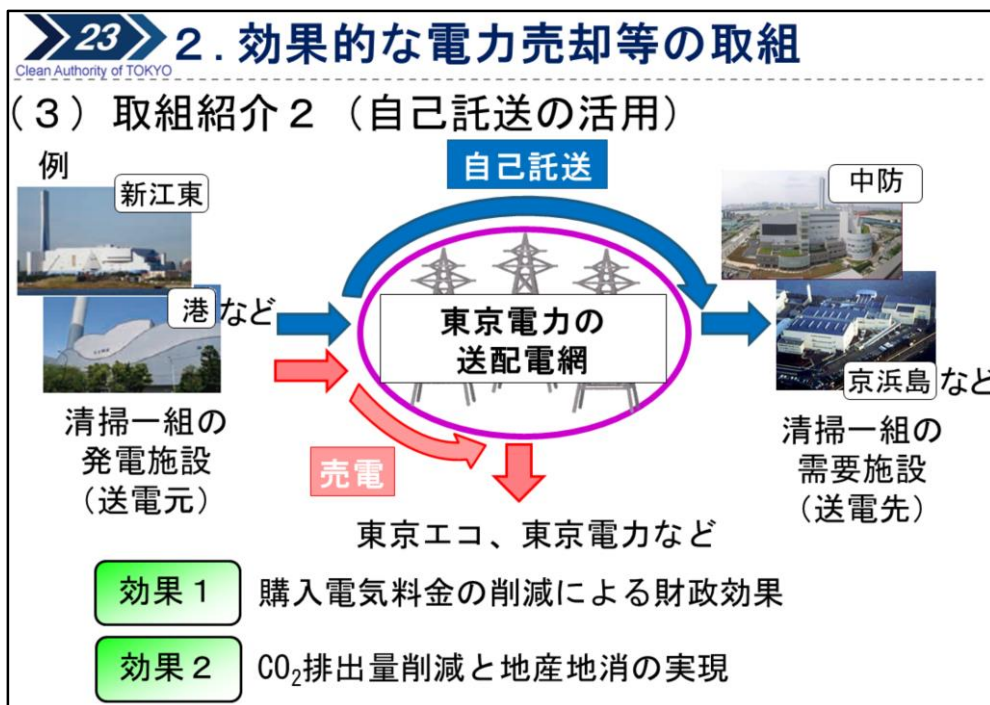 23
Clean Authority of TOKYO
2.効果的な電力売却等の取組
(3)取組紹介2(自己託送の活用)
例
新江東
港など
清掃一組の
発電施設
(送電元)
自己託送
東京電力の
送配電網
売電
東京エコ、東京電力など
中防
京浜島など
清掃一組の
需要施設
(送電先)
効果1 購入電気料金の削減による財政効果
効果2 CO₂排出量削減と地産地消の実現